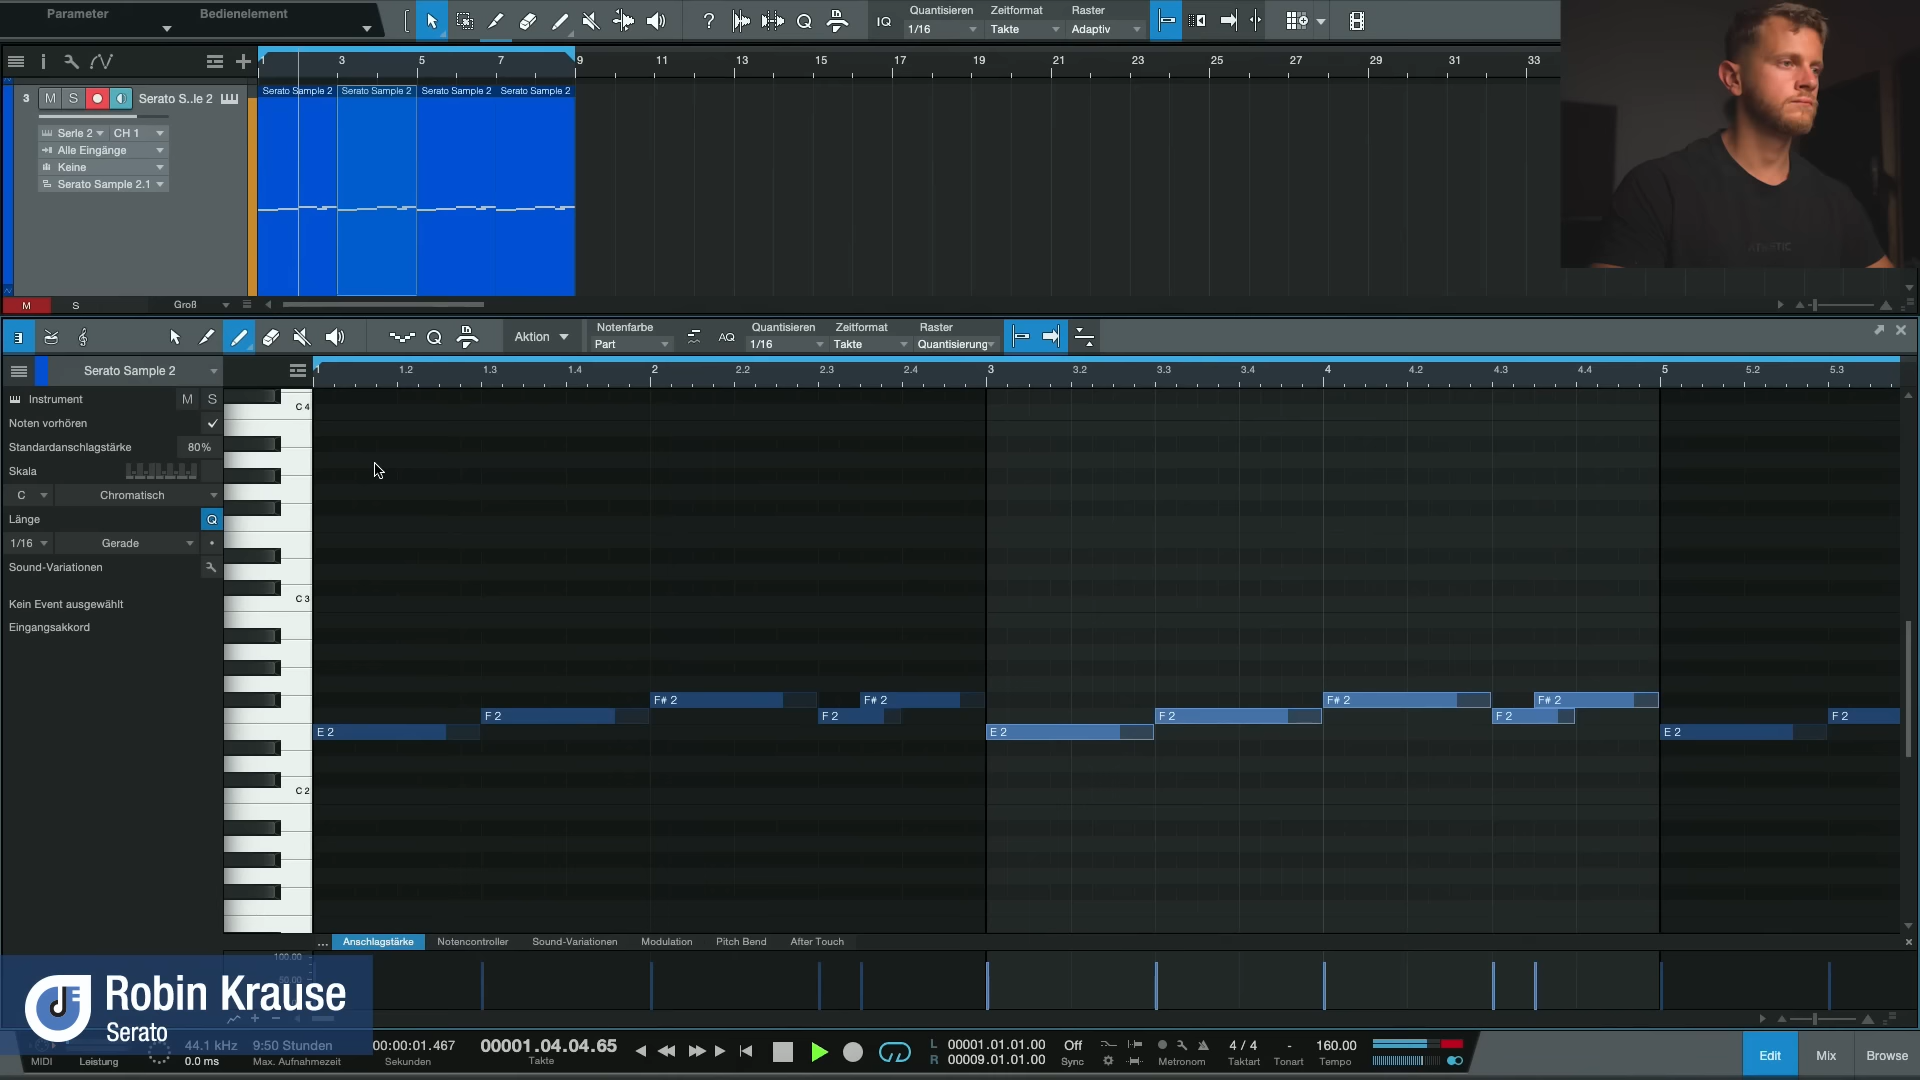 Parameter
Bedienelement
IQ
Quantisieren
1/16
Zeitformat
Takte
Raster
Adaptiv
1 3 5 7 9 11 13 15 17 19 21 23 25 27 29 31 33
3 M S Serato S..le 2
Serato Sample 2 Serato Sample 2 Serato Sample 2 Serato Sample 2
Serle 2 CH 1
Alle Eingänge
Keine
Serato Sample 2.1
M S Groß
Aktion
Notenfarbe
Part
AQ
Quantisieren
1/16
Zeitformat
Takte
Raster
Quantisierung
Serato Sample 2
1 1.2 1.3 1.4 2 2.2 2.3 2.4 3 3.2 3.3 3.4 4 4.2 4.3 4.4 5 5.2 5.3
Instrument M S
C 4
Noten vorhören
Standardanschlagstärke 80%
Skala
C Chromatisch
Länge Q
1/16 Gerade
Sound-Variationen
Kein Event ausgewählt
C 3
Eingangsakkord
F# 2 F# 2 F# 2 F# 2
F 2 F 2 F 2 F 2 F 2
E 2 E 2 E 2
C 2
... Anschlagstärke Notencontroller Sound-Variationen Modulation Pitch Bend After Touch
100.00
Robin Krause
Serato
MIDI
Leistung
44.1 kHz
0.0 ms
9:50 Stunden
Max. Aufnahmezeit
00:00:01.467
Sekunden
00001.04.04.65
Takte
L 00001.01.01.00
R 00009.01.01.00
Off
Sync
Metronom
4 / 4
Taktart
-
Tonart
160.00
Tempo
Edit
Mix
Browse